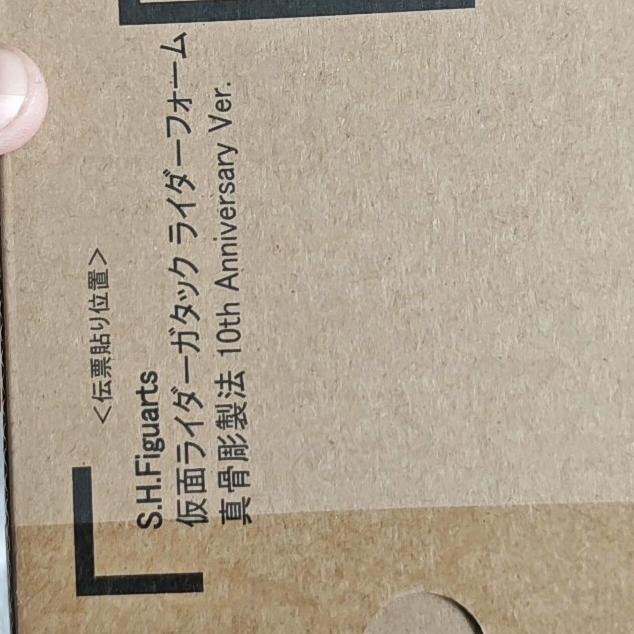 ＜伝票貼り位置＞
S.H.Figuarts
仮面ライダーガタック ライダーフォーム
真骨彫製法 10th Anniversary Ver.